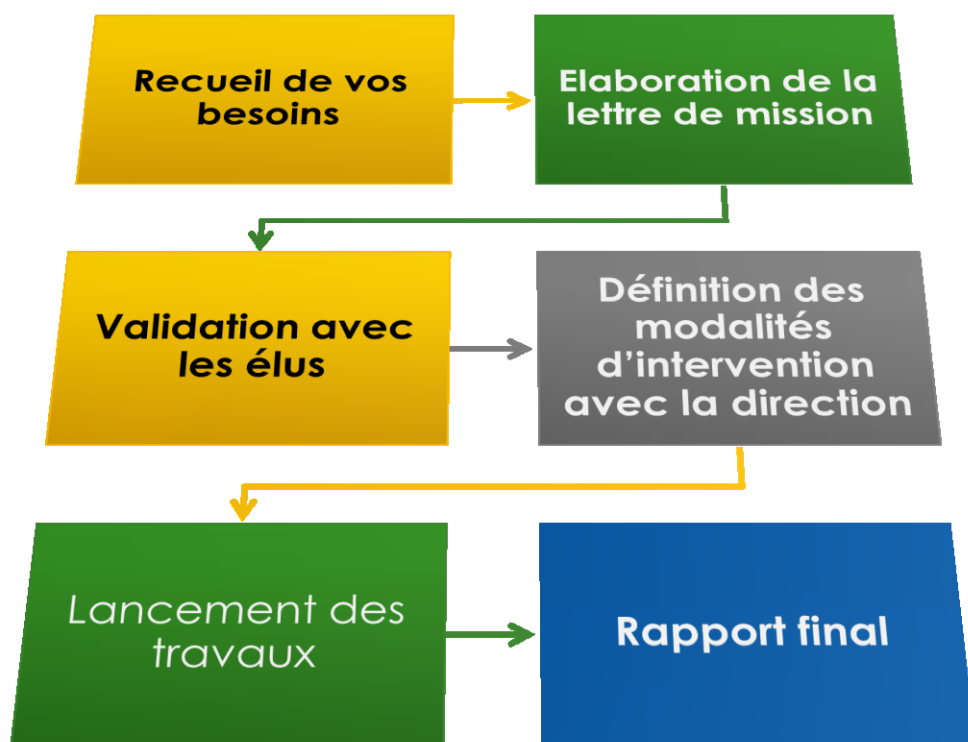 Recueil de vos
besoins
Elaboration de la
lettre de mission
Validation avec
les élus
Définition des
modalités
d’intervention
avec la direction
Lancement des
travaux
Rapport final